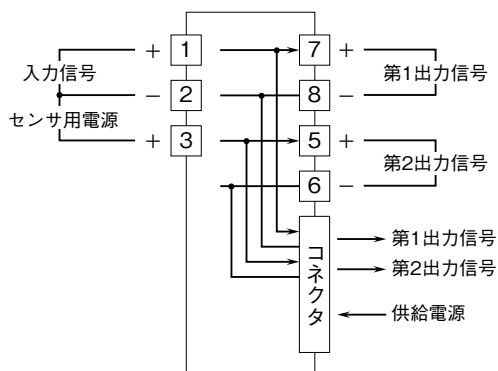 + 1 7 +
入力信号
第1出力信号
− 2 8 −
センサ用電源
+ 3 5 +
第2出力信号
6 −
コネクタ
第1出力信号
第2出力信号
供給電源